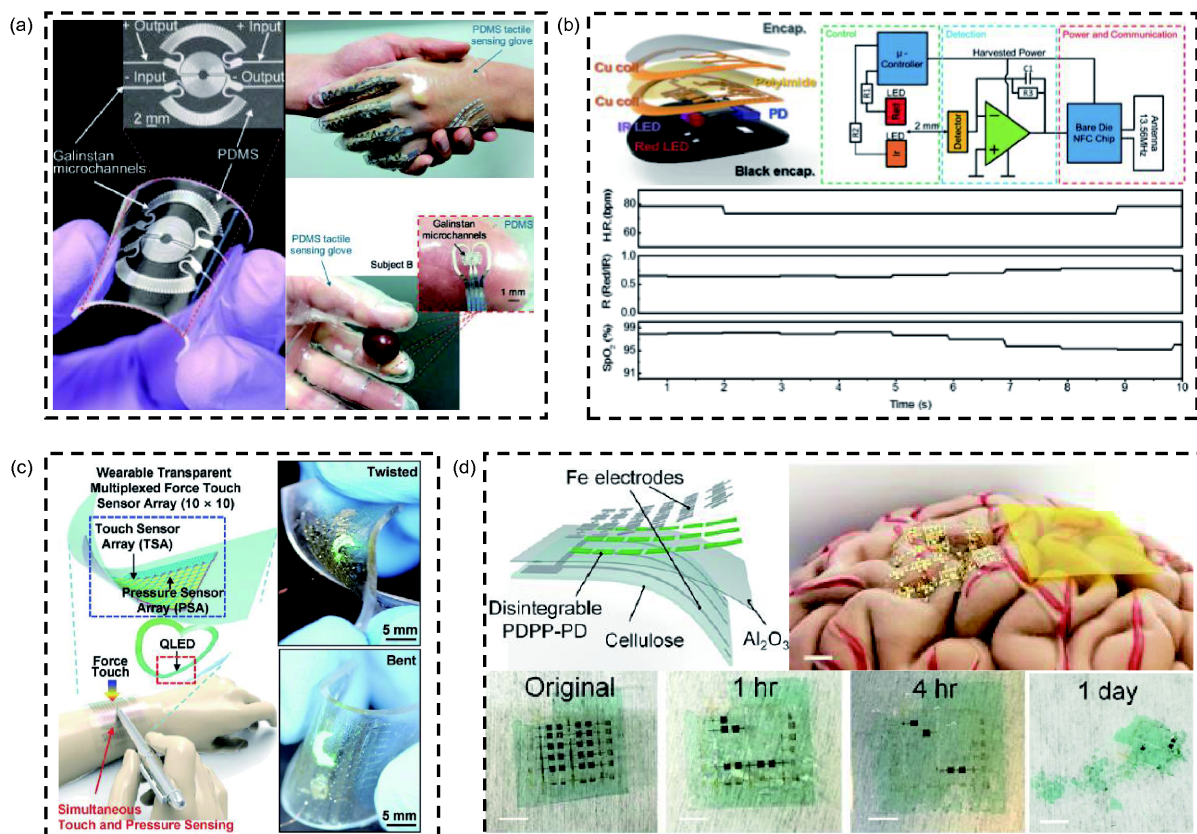 (a)
+ Output
+ Input
- Input
- Output
2 mm
Galinstan
microchannels
PDMS
PDMS tactile
sensing glove
PDMS tactile
sensing glove
Subject B
Galinstan
microchannels
PDMS
1 mm
(b)
Encap.
Cu coil
Polyimide
Cu coil
IR LED
PD
Red LED
Black encap.
Control
Detection
Power and Communication
μ -
Controller
Harvested Power
C1
R3
R1
R2
LED
Red
LED
Ir
2 mm
Detector
Bare Die
NFC Chip
Antenna
13.56MHz
H.R. (bpm)
80
60
R (Red/IR)
1.0
0.5
0.0
SpO2 (%)
99
95
91
1 2 3 4 5 6 7 8 9 10
Time (s)
(c)
Wearable Transparent
Multiplexed Force Touch
Sensor Array (10 × 10)
Touch Sensor
Array (TSA)
Pressure Sensor
Array (PSA)
QLED
Force
Touch
Simultaneous
Touch and Pressure Sensing
Twisted
5 mm
Bent
5 mm
(d)
Fe electrodes
Disintegrable
PDPP-PD
Cellulose
Al2O3
Original
1 hr
4 hr
1 day